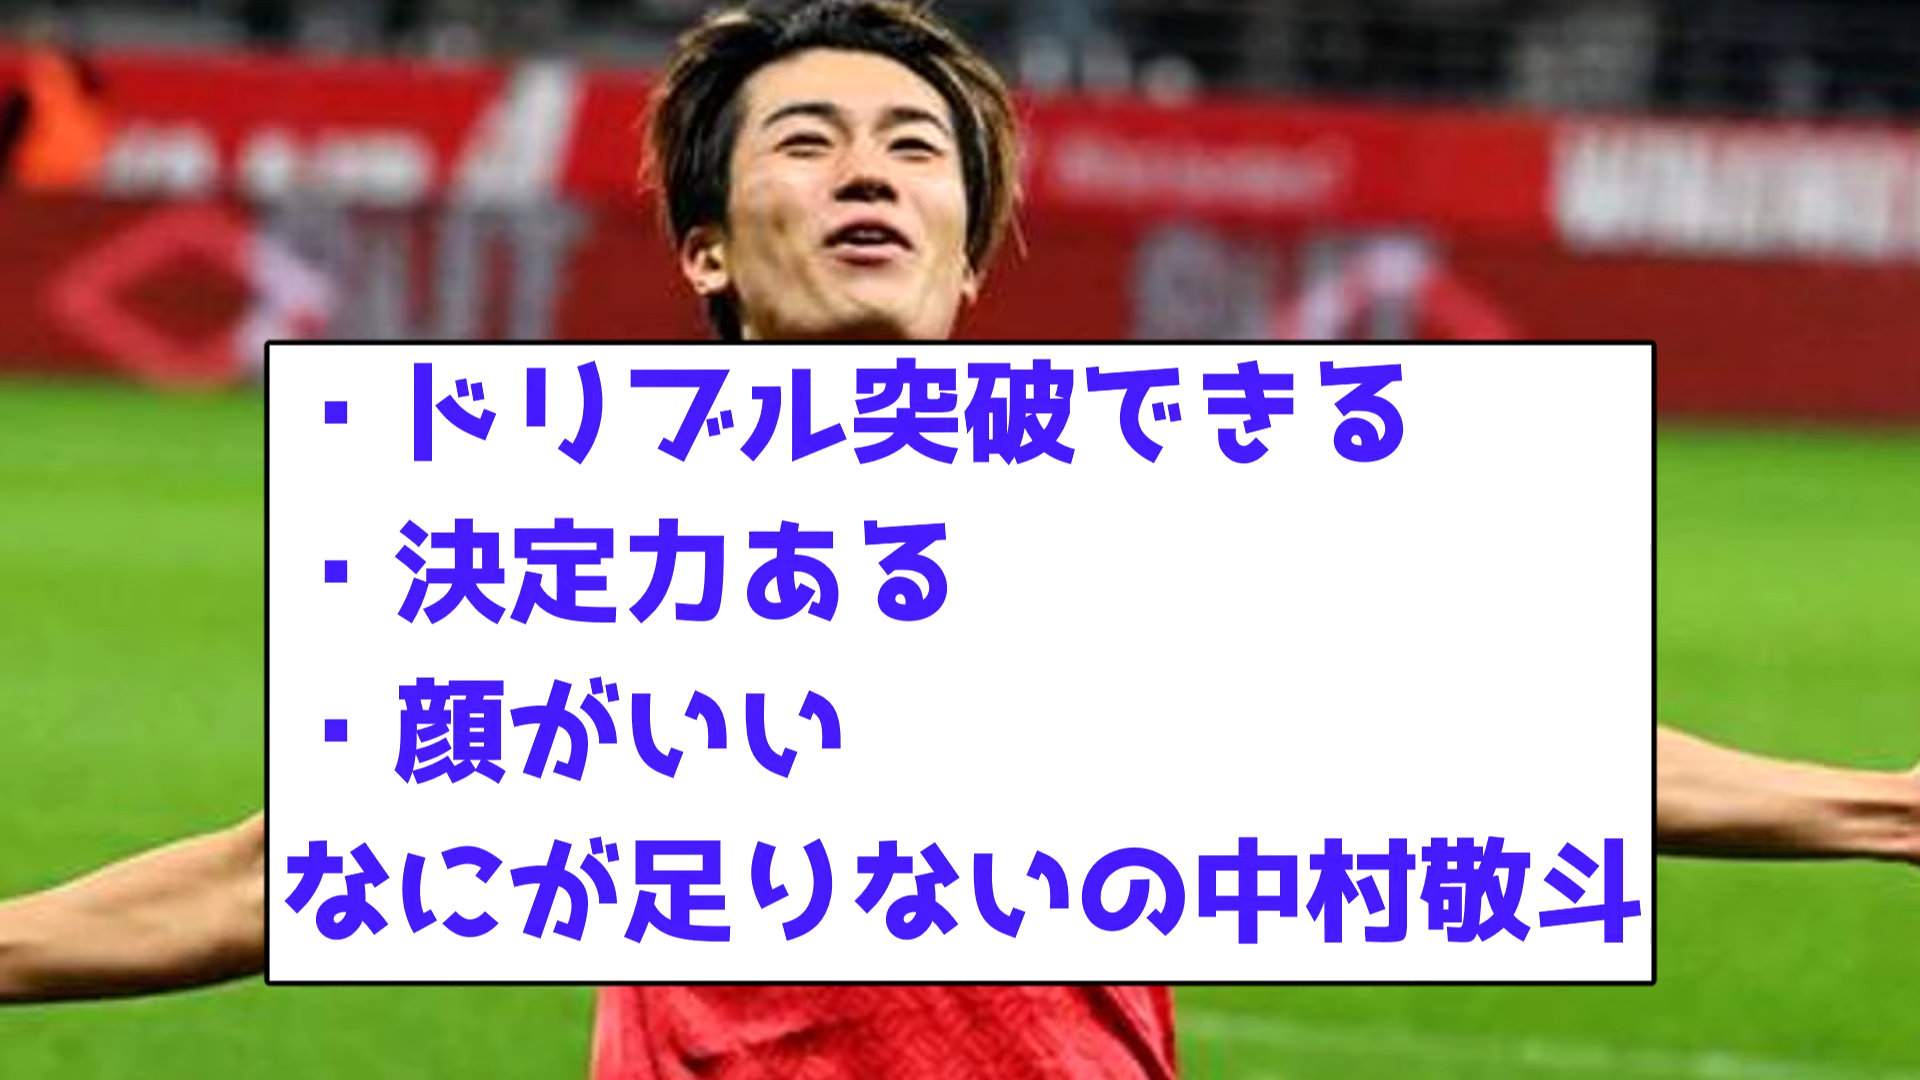 ・ドリブル突破できる
・決定力ある
・顔がいい
なにが足りないの中村敬斗